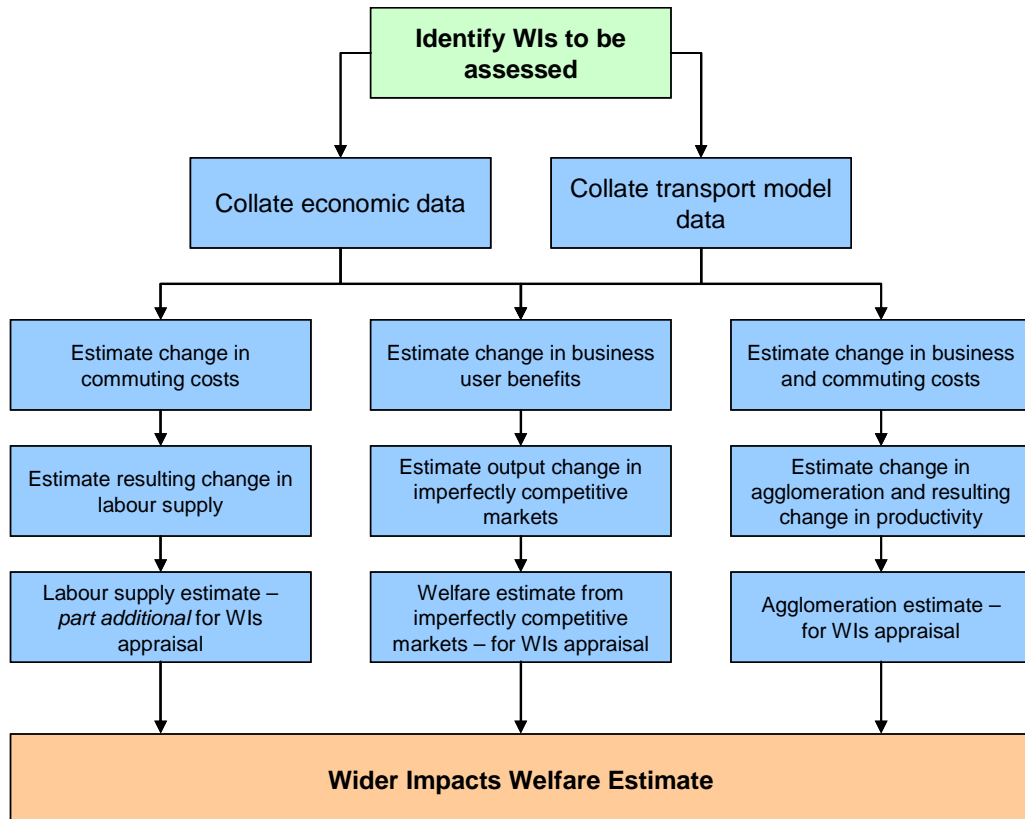 Identify WIs to be
assessed
Collate economic data
Collate transport model
data
Estimate change in
commuting costs
Estimate change in business
user benefits
Estimate change in business
and commuting costs
Estimate resulting change in
labour supply
Estimate output change in
imperfectly competitive
markets
Estimate change in
agglomeration and resulting
change in productivity
Labour supply estimate –
part additional for WIs
appraisal
Welfare estimate from
imperfectly competitive
markets – for WIs appraisal
Agglomeration estimate –
for WIs appraisal
Wider Impacts Welfare Estimate